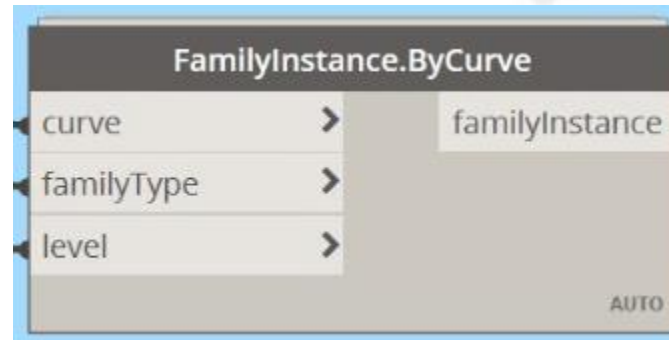 FamilyInstance.ByCurve
curve > familyInstance
familyType >
level >
AUTO